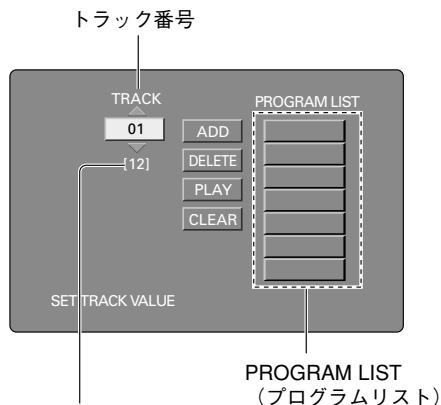 トラック番号
TRACK
PROGRAM LIST
01
[12]
ADD
DELETE
PLAY
CLEAR
SET TRACK VALUE
PROGRAM LIST
（プログラムリスト）